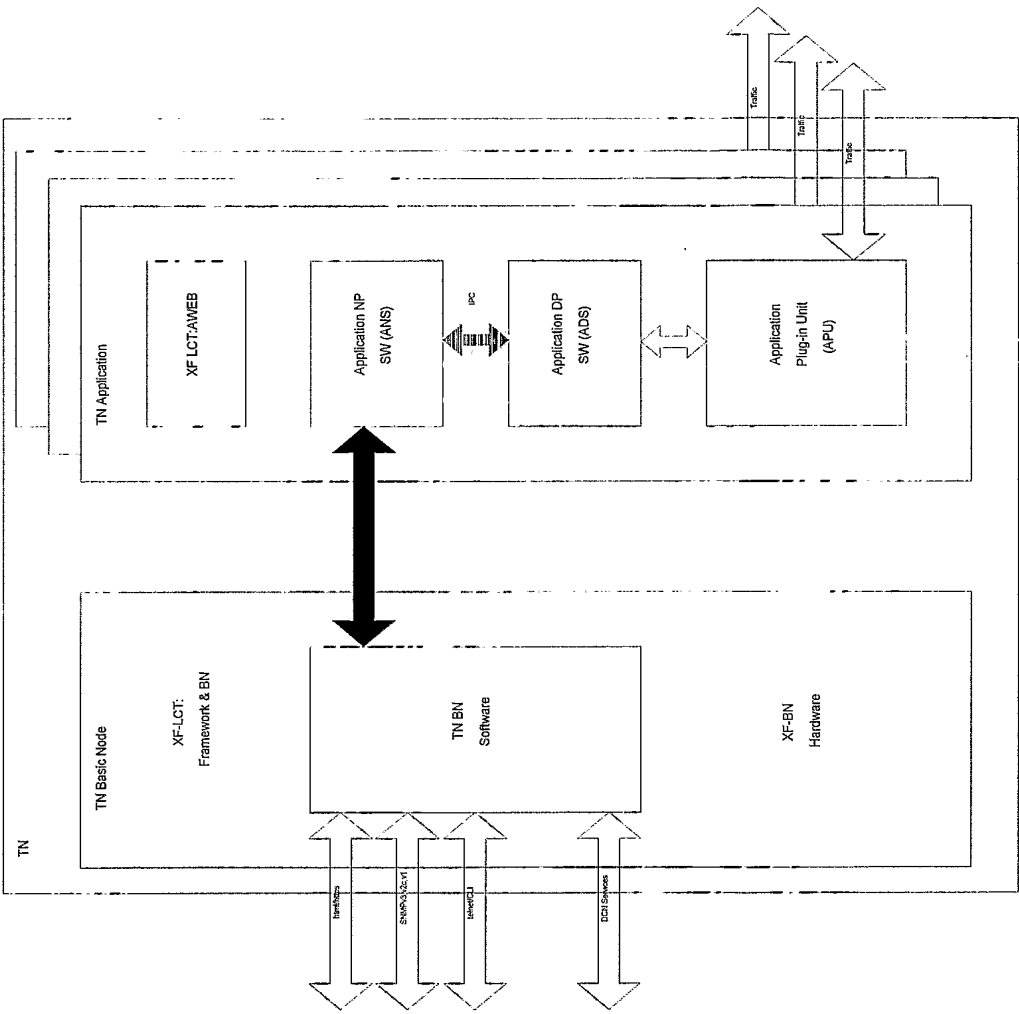 TN
TN Basic Node
XF-LCT:
Framework & BN
html/https
SNMPv3,v2c,v1
telnet/CLI
DCN Services
TN BN
Software
XF-BN
Hardware
TN Application
XF LCT:AWEB
Application NP
SW (ANS)
IPC
Application DP
SW (ADS)
Application
Plug-in Unit
(APU)
Traffic
Traffic
Traffic